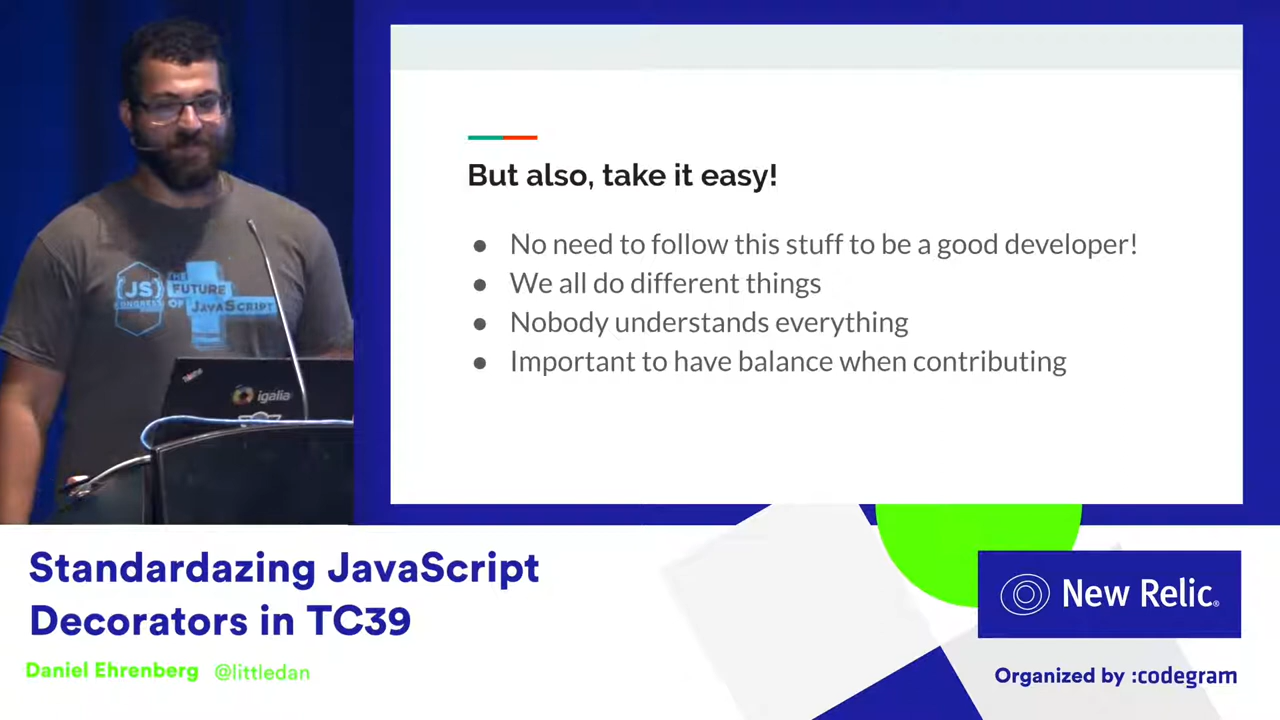 But also, take it easy!
● No need to follow this stuff to be a good developer!
● We all do different things
● Nobody understands everything
● Important to have balance when contributing
(JS)
CONGRESS
THE
FUTURE
OF JAVASCRIPT
igalia
Standardazing JavaScript
Decorators in TC39
Daniel Ehrenberg @littledan
New Relic®
Organized by :codegram